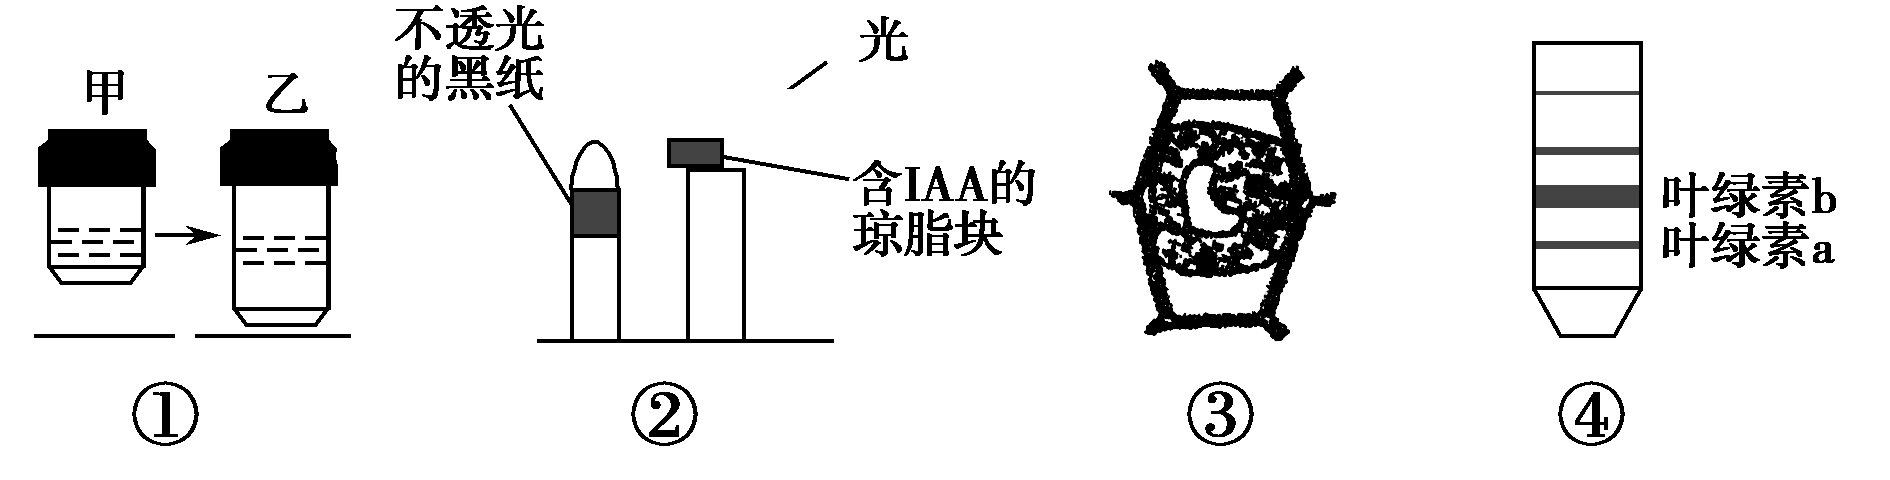 甲
乙
不透光
的黑纸
光
含IAA的
琼脂块
叶绿素b
叶绿素a
①
②
③
④